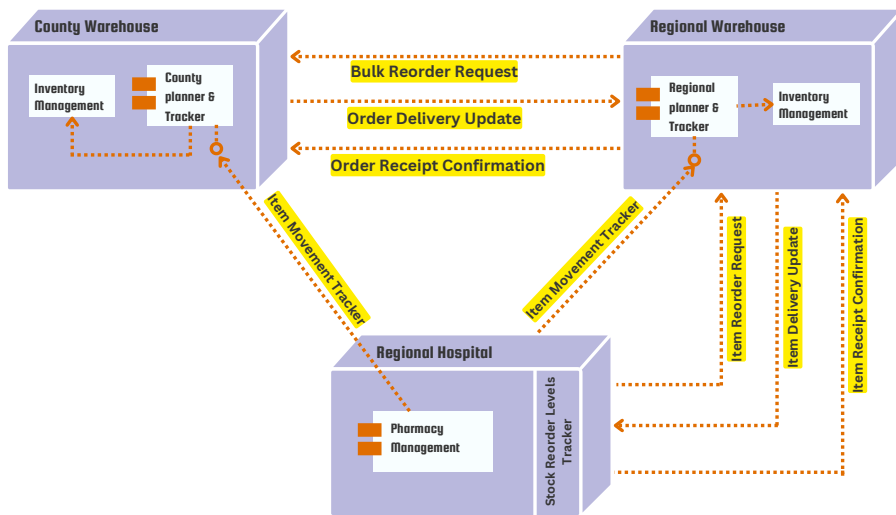 County Warehouse
Inventory
Management
County
planner &
Tracker
Bulk Reorder Request
Order Delivery Update
Order Receipt Confirmation
Regional Warehouse
Regional
planner &
Tracker
Inventory
Management
Item Movement Tracker
Item Movement Tracker
Item Reorder Request
Item Delivery Update
Item Receipt Confirmation
Regional Hospital
Pharmacy
Management
Stock Reorder Levels
Tracker